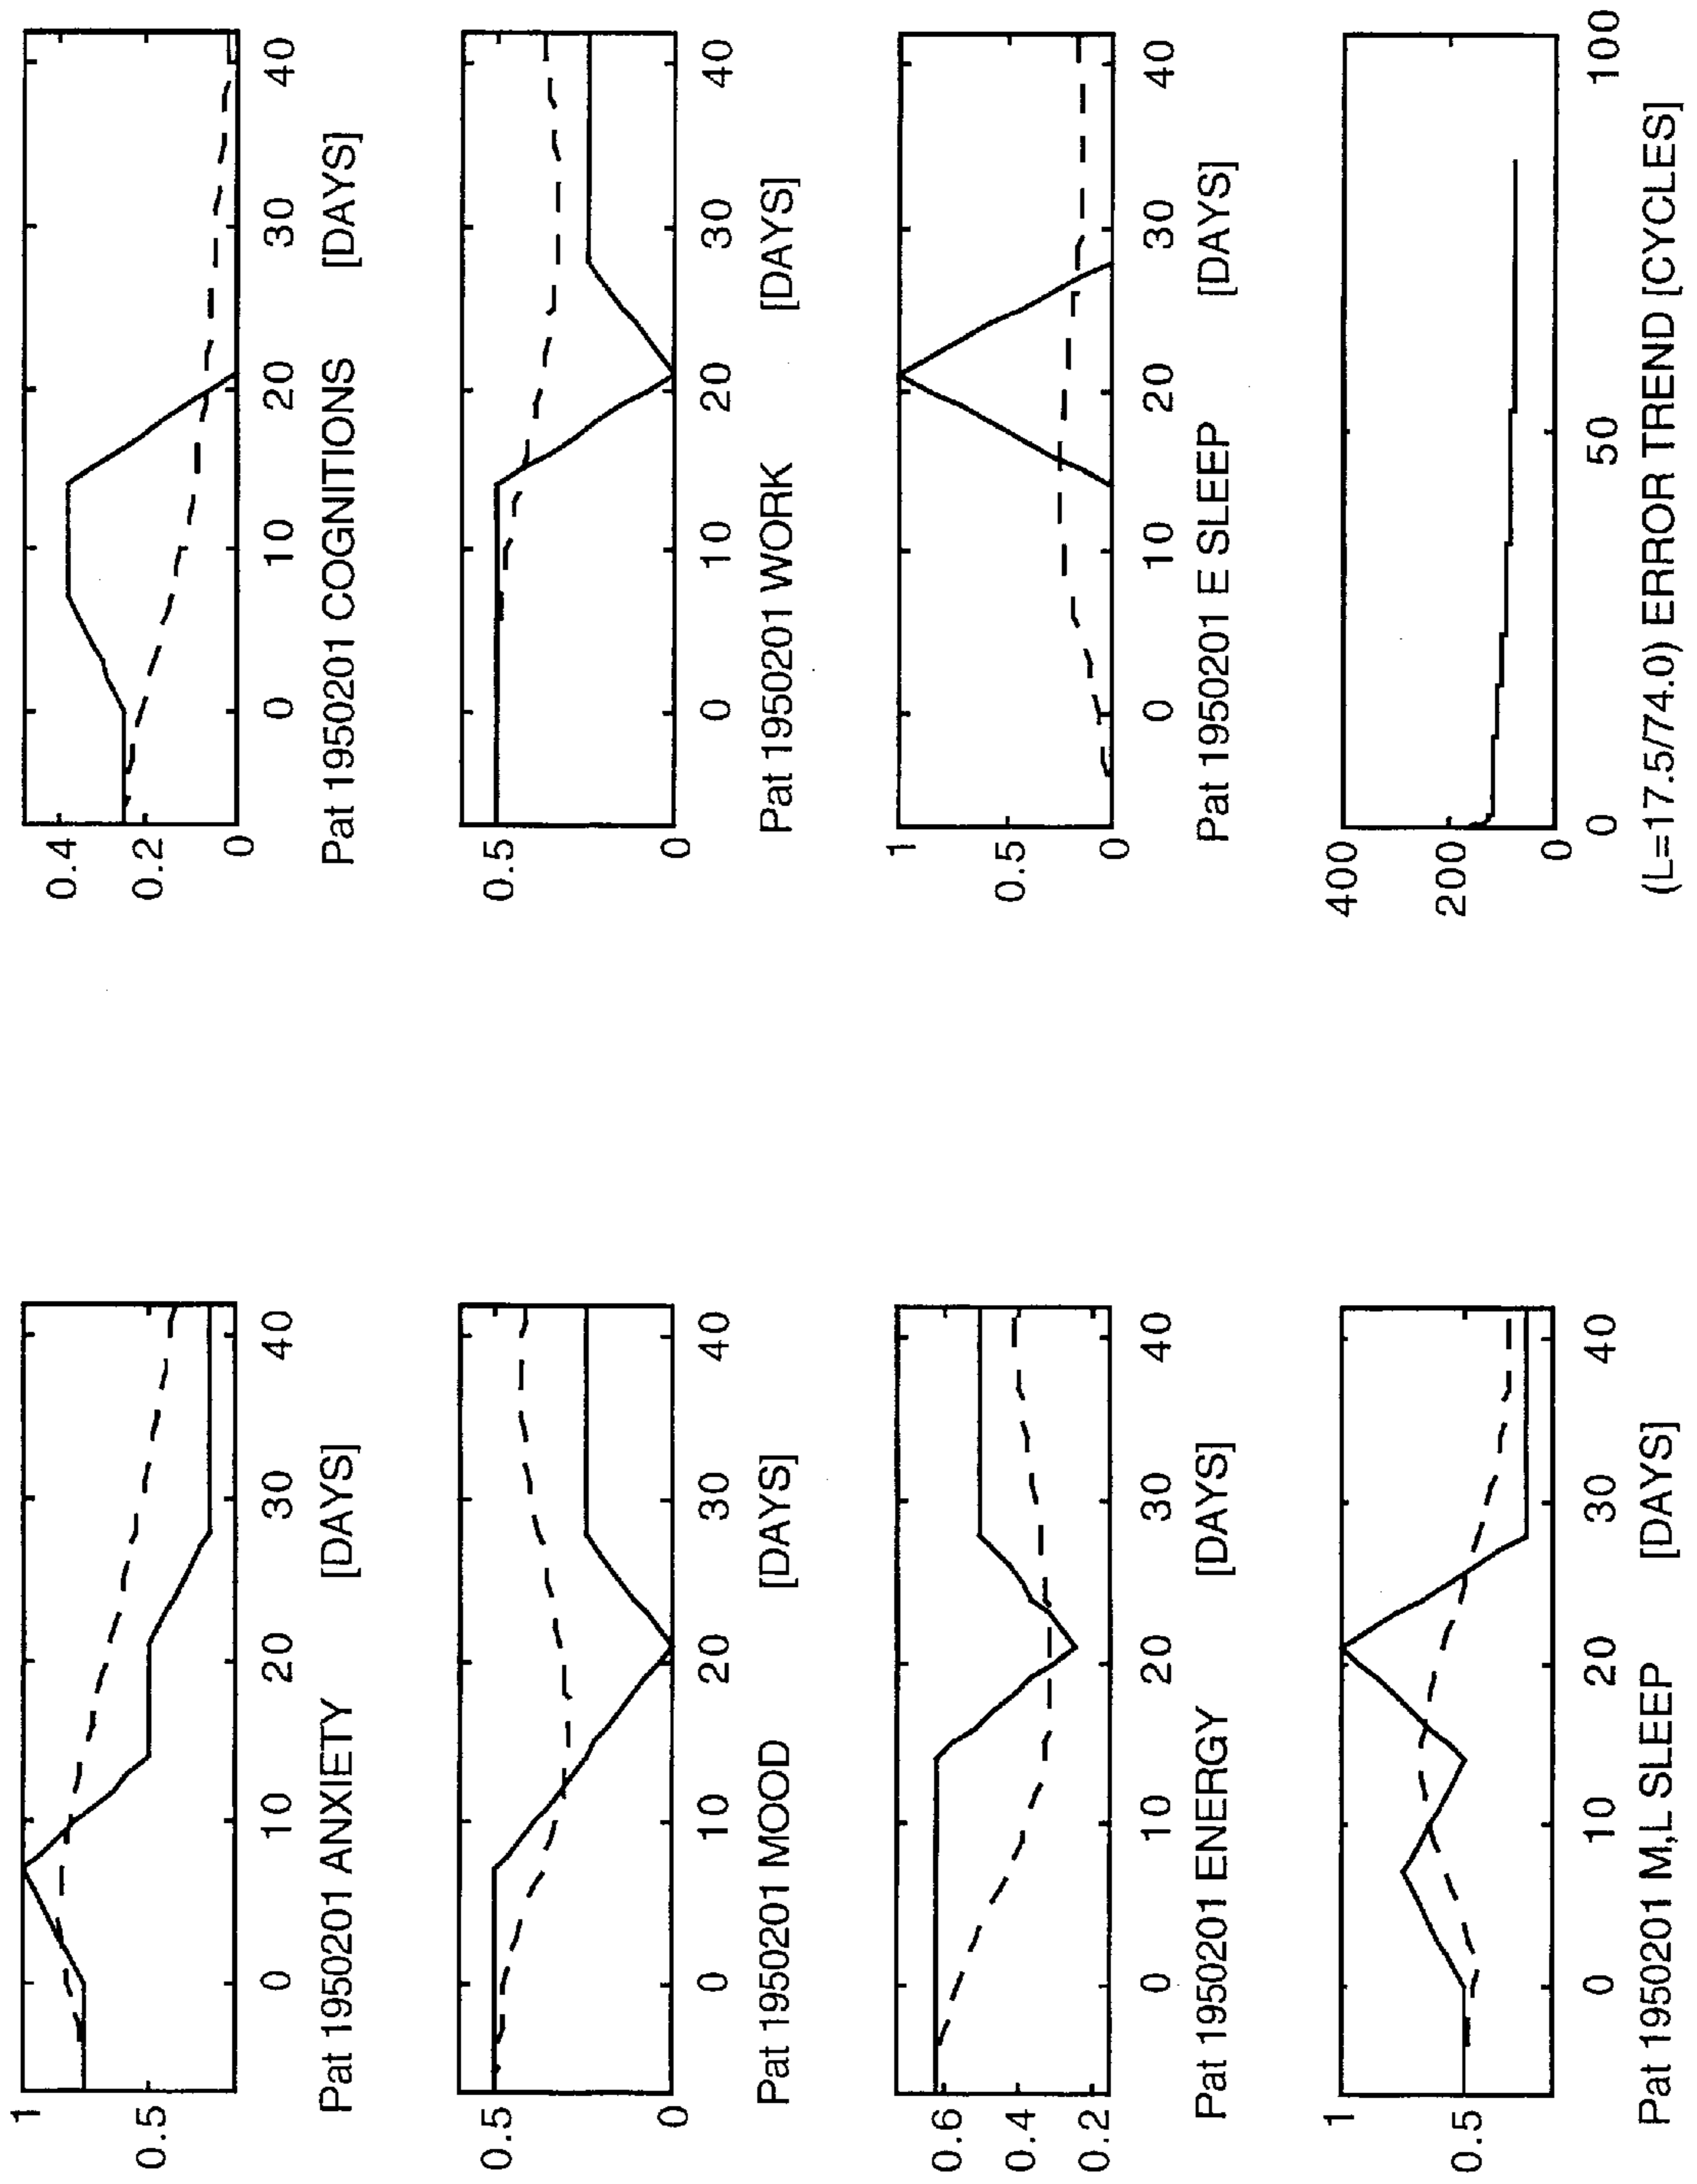 1
0.5
0 10 20 30 40
Pat 1950201 ANXIETY [DAYS]
0.4
0.2
0
0 10 20 30 40
Pat 1950201 COGNITIONS [DAYS]
0.5
0
0 10 20 30 40
Pat 1950201 MOOD [DAYS]
0.5
0
0 10 20 30 40
Pat 1950201 WORK [DAYS]
0.6
0.4
0.2
0 10 20 30 40
Pat 1950201 ENERGY [DAYS]
1
0.5
0
0 10 20 30 40
Pat 1950201 E SLEEP [DAYS]
1
0.5
0 10 20 30 40
Pat 1950201 M,L SLEEP [DAYS]
400
200
0
0 50 100
(L=17.5/74.0) ERROR TREND [CYCLES]